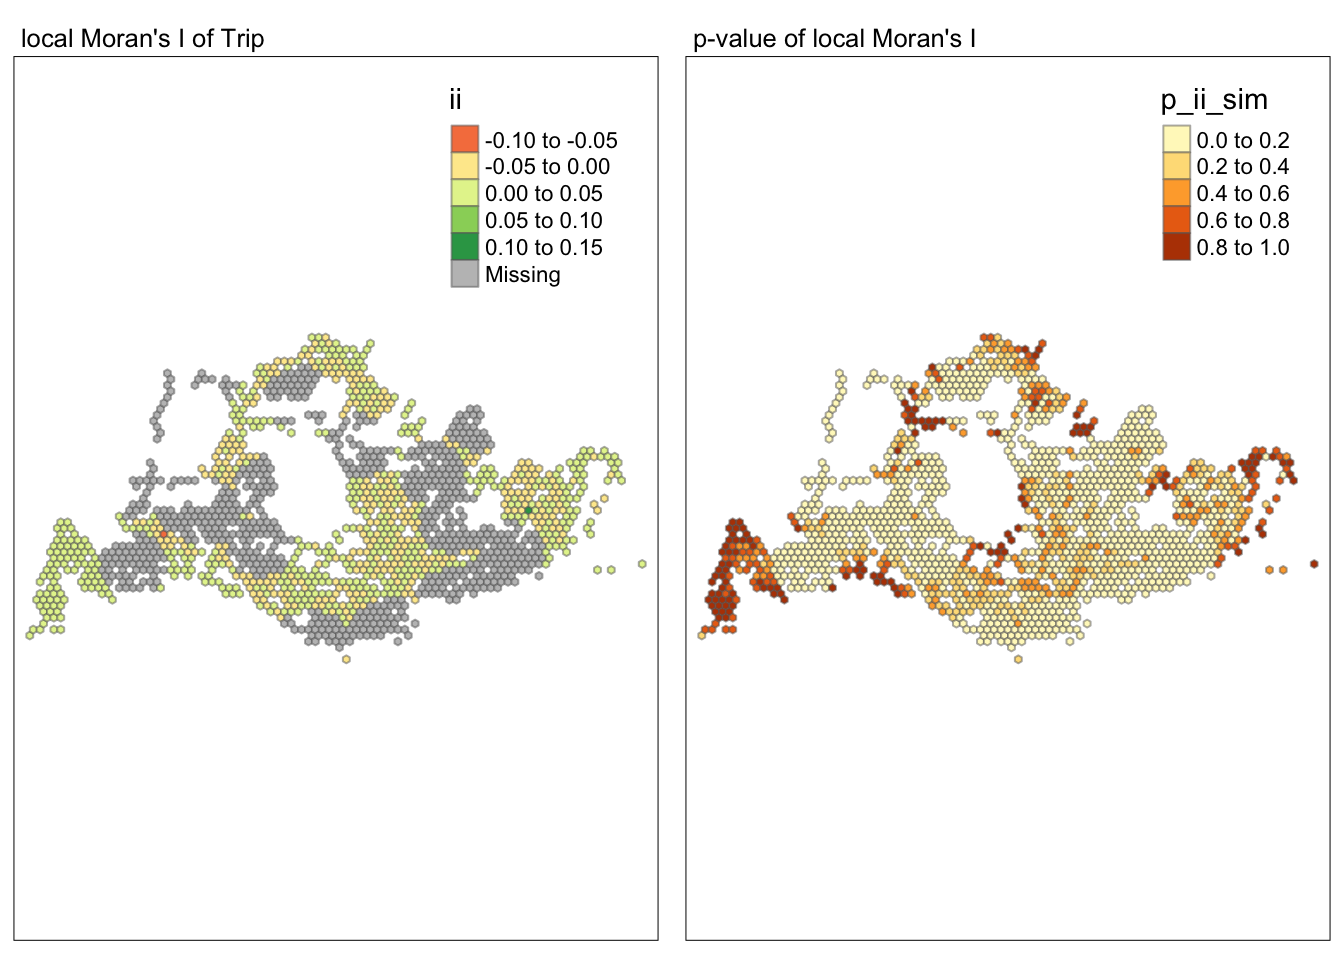 local Moran's I of Trip
ii
-0.10 to -0.05
-0.05 to 0.00
0.00 to 0.05
0.05 to 0.10
0.10 to 0.15
Missing
p-value of local Moran's I
p_ii_sim
0.0 to 0.2
0.2 to 0.4
0.4 to 0.6
0.6 to 0.8
0.8 to 1.0